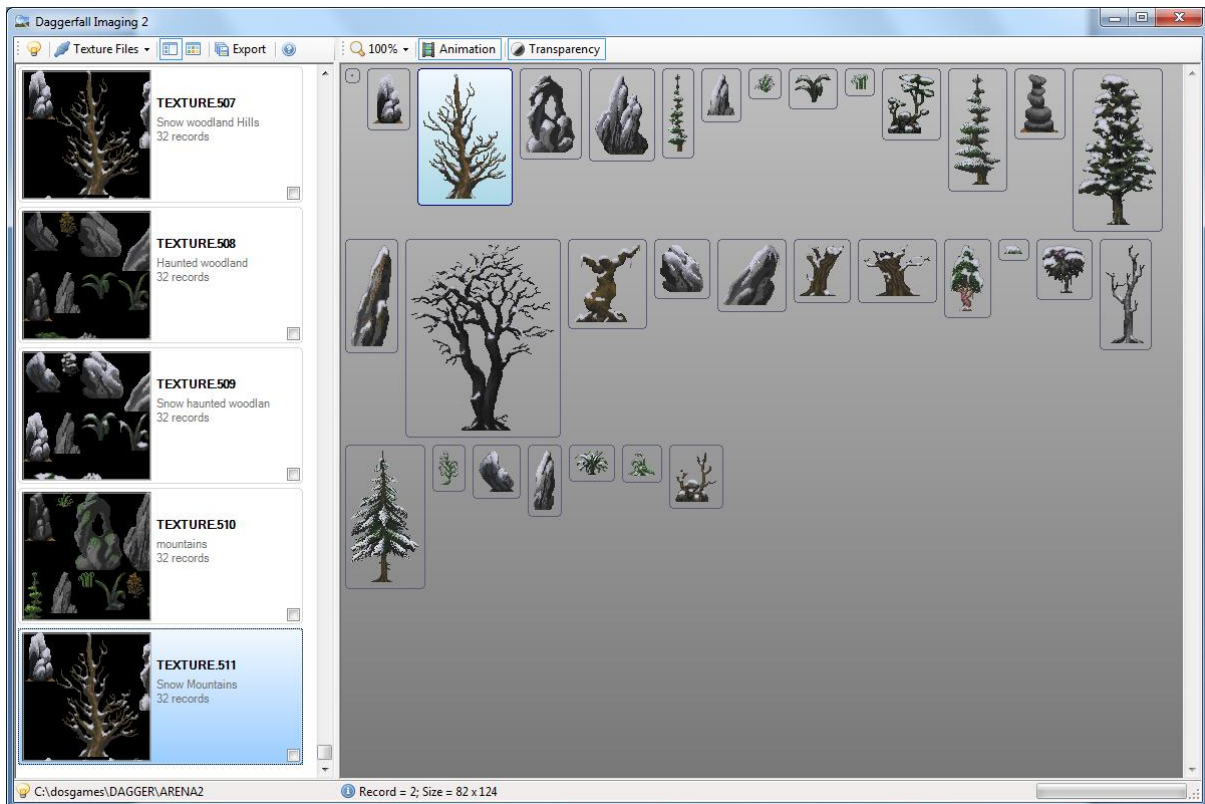 Daggerfall Imaging 2
Texture Files
Export
100%
Animation
Transparency
TEXTURE.507
Snow woodland Hills
32 records
TEXTURE.508
Haunted woodland
32 records
TEXTURE.509
Snow haunted woodlan
32 records
TEXTURE.510
mountains
32 records
TEXTURE.511
Snow Mountains
32 records
C:\dosgames\DAGGER\ARENA2
Record = 2; Size = 82 x 124